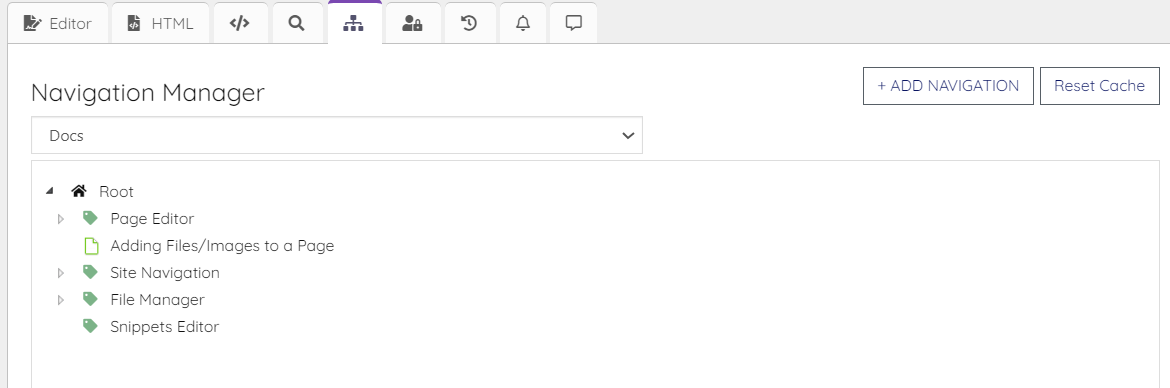 Editor HTML
Navigation Manager
+ ADD NAVIGATION Reset Cache
Docs
Root
Page Editor
Adding Files/Images to a Page
Site Navigation
File Manager
Snippets Editor